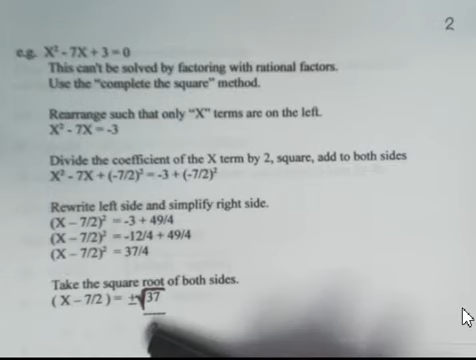 2
e.g. X² - 7X + 3 = 0
This can't be solved by factoring with rational factors.
Use the "complete the square" method.
Rearrange such that only "X" terms are on the left.
X² - 7X = -3
Divide the coefficient of the X term by 2, square, add to both sides
X² - 7X + (-7/2)² = -3 + (-7/2)²
Rewrite left side and simplify right side.
(X – 7/2)² = -3 + 49/4
(X – 7/2)² = -12/4 + 49/4
(X – 7/2)² = 37/4
Take the square root of both sides.
( X – 7/2 ) = ±√37